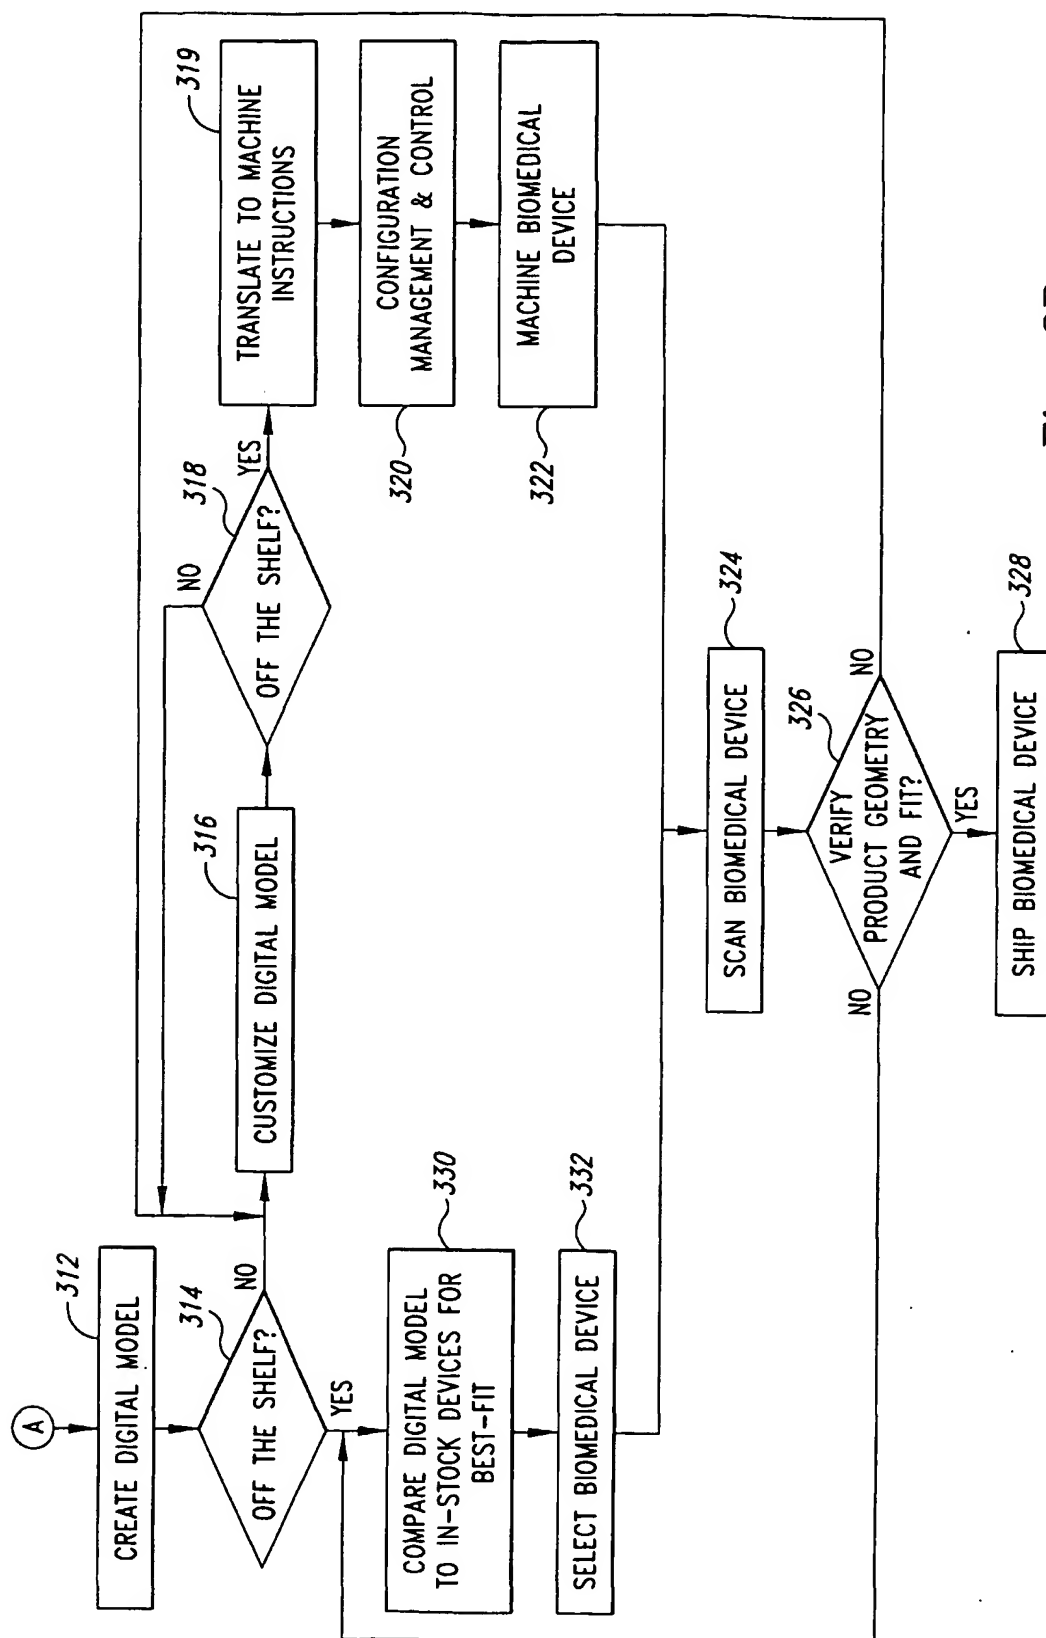 A
CREATE DIGITAL MODEL
312
OFF THE SHELF?
314
NO
YES
COMPARE DIGITAL MODEL
TO IN-STOCK DEVICES FOR
BEST-FIT
330
SELECT BIOMEDICAL DEVICE
332
CUSTOMIZE DIGITAL MODEL
316
OFF THE SHELF?
318
NO
YES
TRANSLATE TO MACHINE
INSTRUCTIONS
319
CONFIGURATION
MANAGEMENT & CONTROL
320
MACHINE BIOMEDICAL
DEVICE
322
SCAN BIOMEDICAL DEVICE
324
VERIFY
PRODUCT GEOMETRY
AND FIT?
326
NO
NO
YES
SHIP BIOMEDICAL DEVICE
328